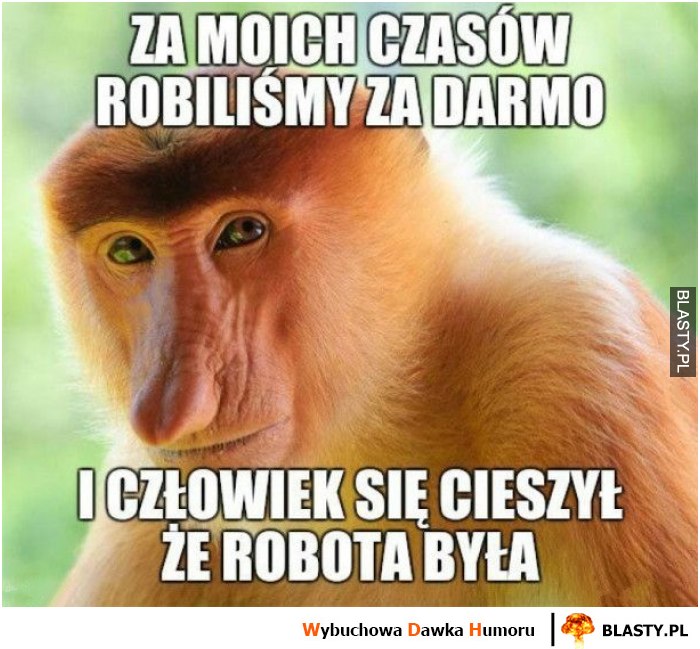 ZA MOICH CZASÓW
ROBILIŚMY ZA DARMO
BLASTY.PL
I CZŁOWIEK SIĘ CIESZYŁ
ŻE ROBOTA BYŁA
Wybuchowa Dawka Humoru
BLASTY.PL